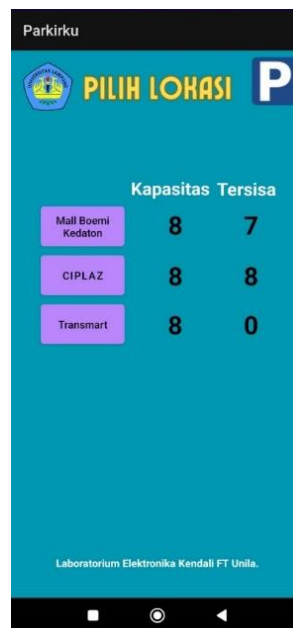 Parkirku
PILIH LOKASI P
Kapasitas Tersisa
Mall Boemi
Kedaton 8 7
CIPLAZ 8 8
Transmart 8 0
Laboratorium Elektronika Kendali FT Unila.